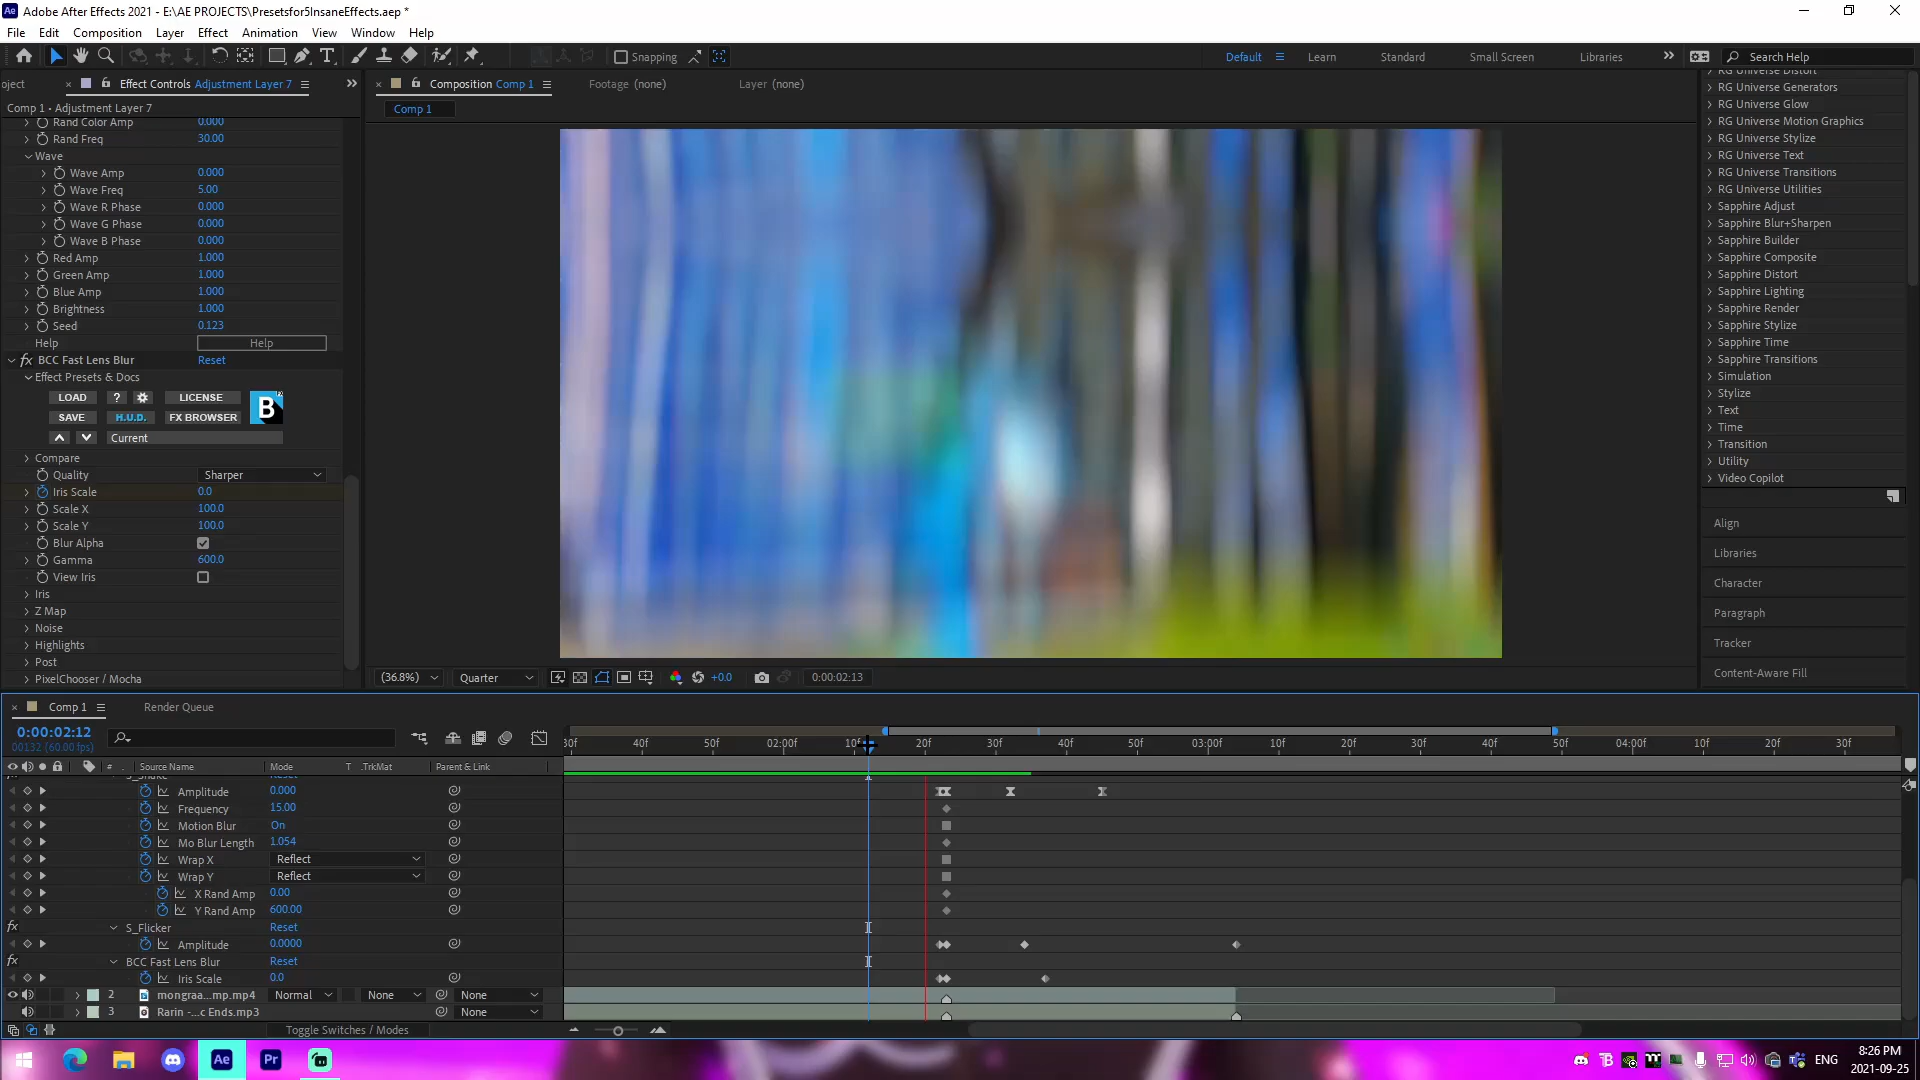 Adobe After Effects 2021 - E:\AE PROJECTS\Presetsfor5InsaneEffects.aep *
File Edit Composition Layer Effect Animation View Window Help
Snapping Default Learn Standard Small Screen Libraries Search Help
oject Effect Controls Adjustment Layer 7 Composition Comp 1 Footage (none) Layer (none)
Comp 1 • Adjustment Layer 7
Comp 1
Rand Color Amp 0.000
Rand Freq 30.00
Wave
Wave Amp 0.000
Wave Freq 5.00
Wave R Phase 0.000
Wave G Phase 0.000
Wave B Phase 0.000
Red Amp 1.000
Green Amp 1.000
Blue Amp 1.000
Brightness 1.000
Seed 0.123
Help Help
fx BCC Fast Lens Blur Reset
Effect Presets & Docs
LOAD ? LICENSE
B
SAVE H.U.D. FX BROWSER
Current
Compare
Quality Sharper
Iris Scale 0.0
Scale X 100.0
Scale Y 100.0
Blur Alpha
Gamma 600.0
View Iris
Iris
Z Map
Noise
Highlights
Post
PixelChooser / Mocha
RG Universe Distort
RG Universe Generators
RG Universe Glow
RG Universe Motion Graphics
RG Universe Stylize
RG Universe Text
RG Universe Transitions
RG Universe Utilities
Sapphire Adjust
Sapphire Blur+Sharpen
Sapphire Builder
Sapphire Composite
Sapphire Distort
Sapphire Lighting
Sapphire Render
Sapphire Stylize
Sapphire Time
Sapphire Transitions
Simulation
Stylize
Text
Time
Transition
Utility
Video Copilot
Align
Libraries
Character
Paragraph
Tracker
Content-Aware Fill
(36.8%) Quarter +0.0 0:00:02:13
Comp 1 Render Queue
0:00:02:12
00132 (60.00 fps)
30f 40f 50f 02:00f 10f 20f 30f 40f 50f 03:00f 10f 20f 30f 40f 50f 04:00f 10f 20f 30f
# Source Name Mode T .TrkMat Parent & Link
S_Shake Reset
Amplitude 0.000
Frequency 15.00
Motion Blur On
Mo Blur Length 1.054
Wrap X Reflect
Wrap Y Reflect
X Rand Amp 0.00
Y Rand Amp 600.00
fx S_Flicker Reset
Amplitude 0.0000
fx BCC Fast Lens Blur Reset
Iris Scale 0.0
2 mongraa...mp.mp4 Normal None None
3 Rarin -...c Ends.mp3 None
Toggle Switches / Modes
Ae Pr
ENG
8:26 PM
2021-09-25